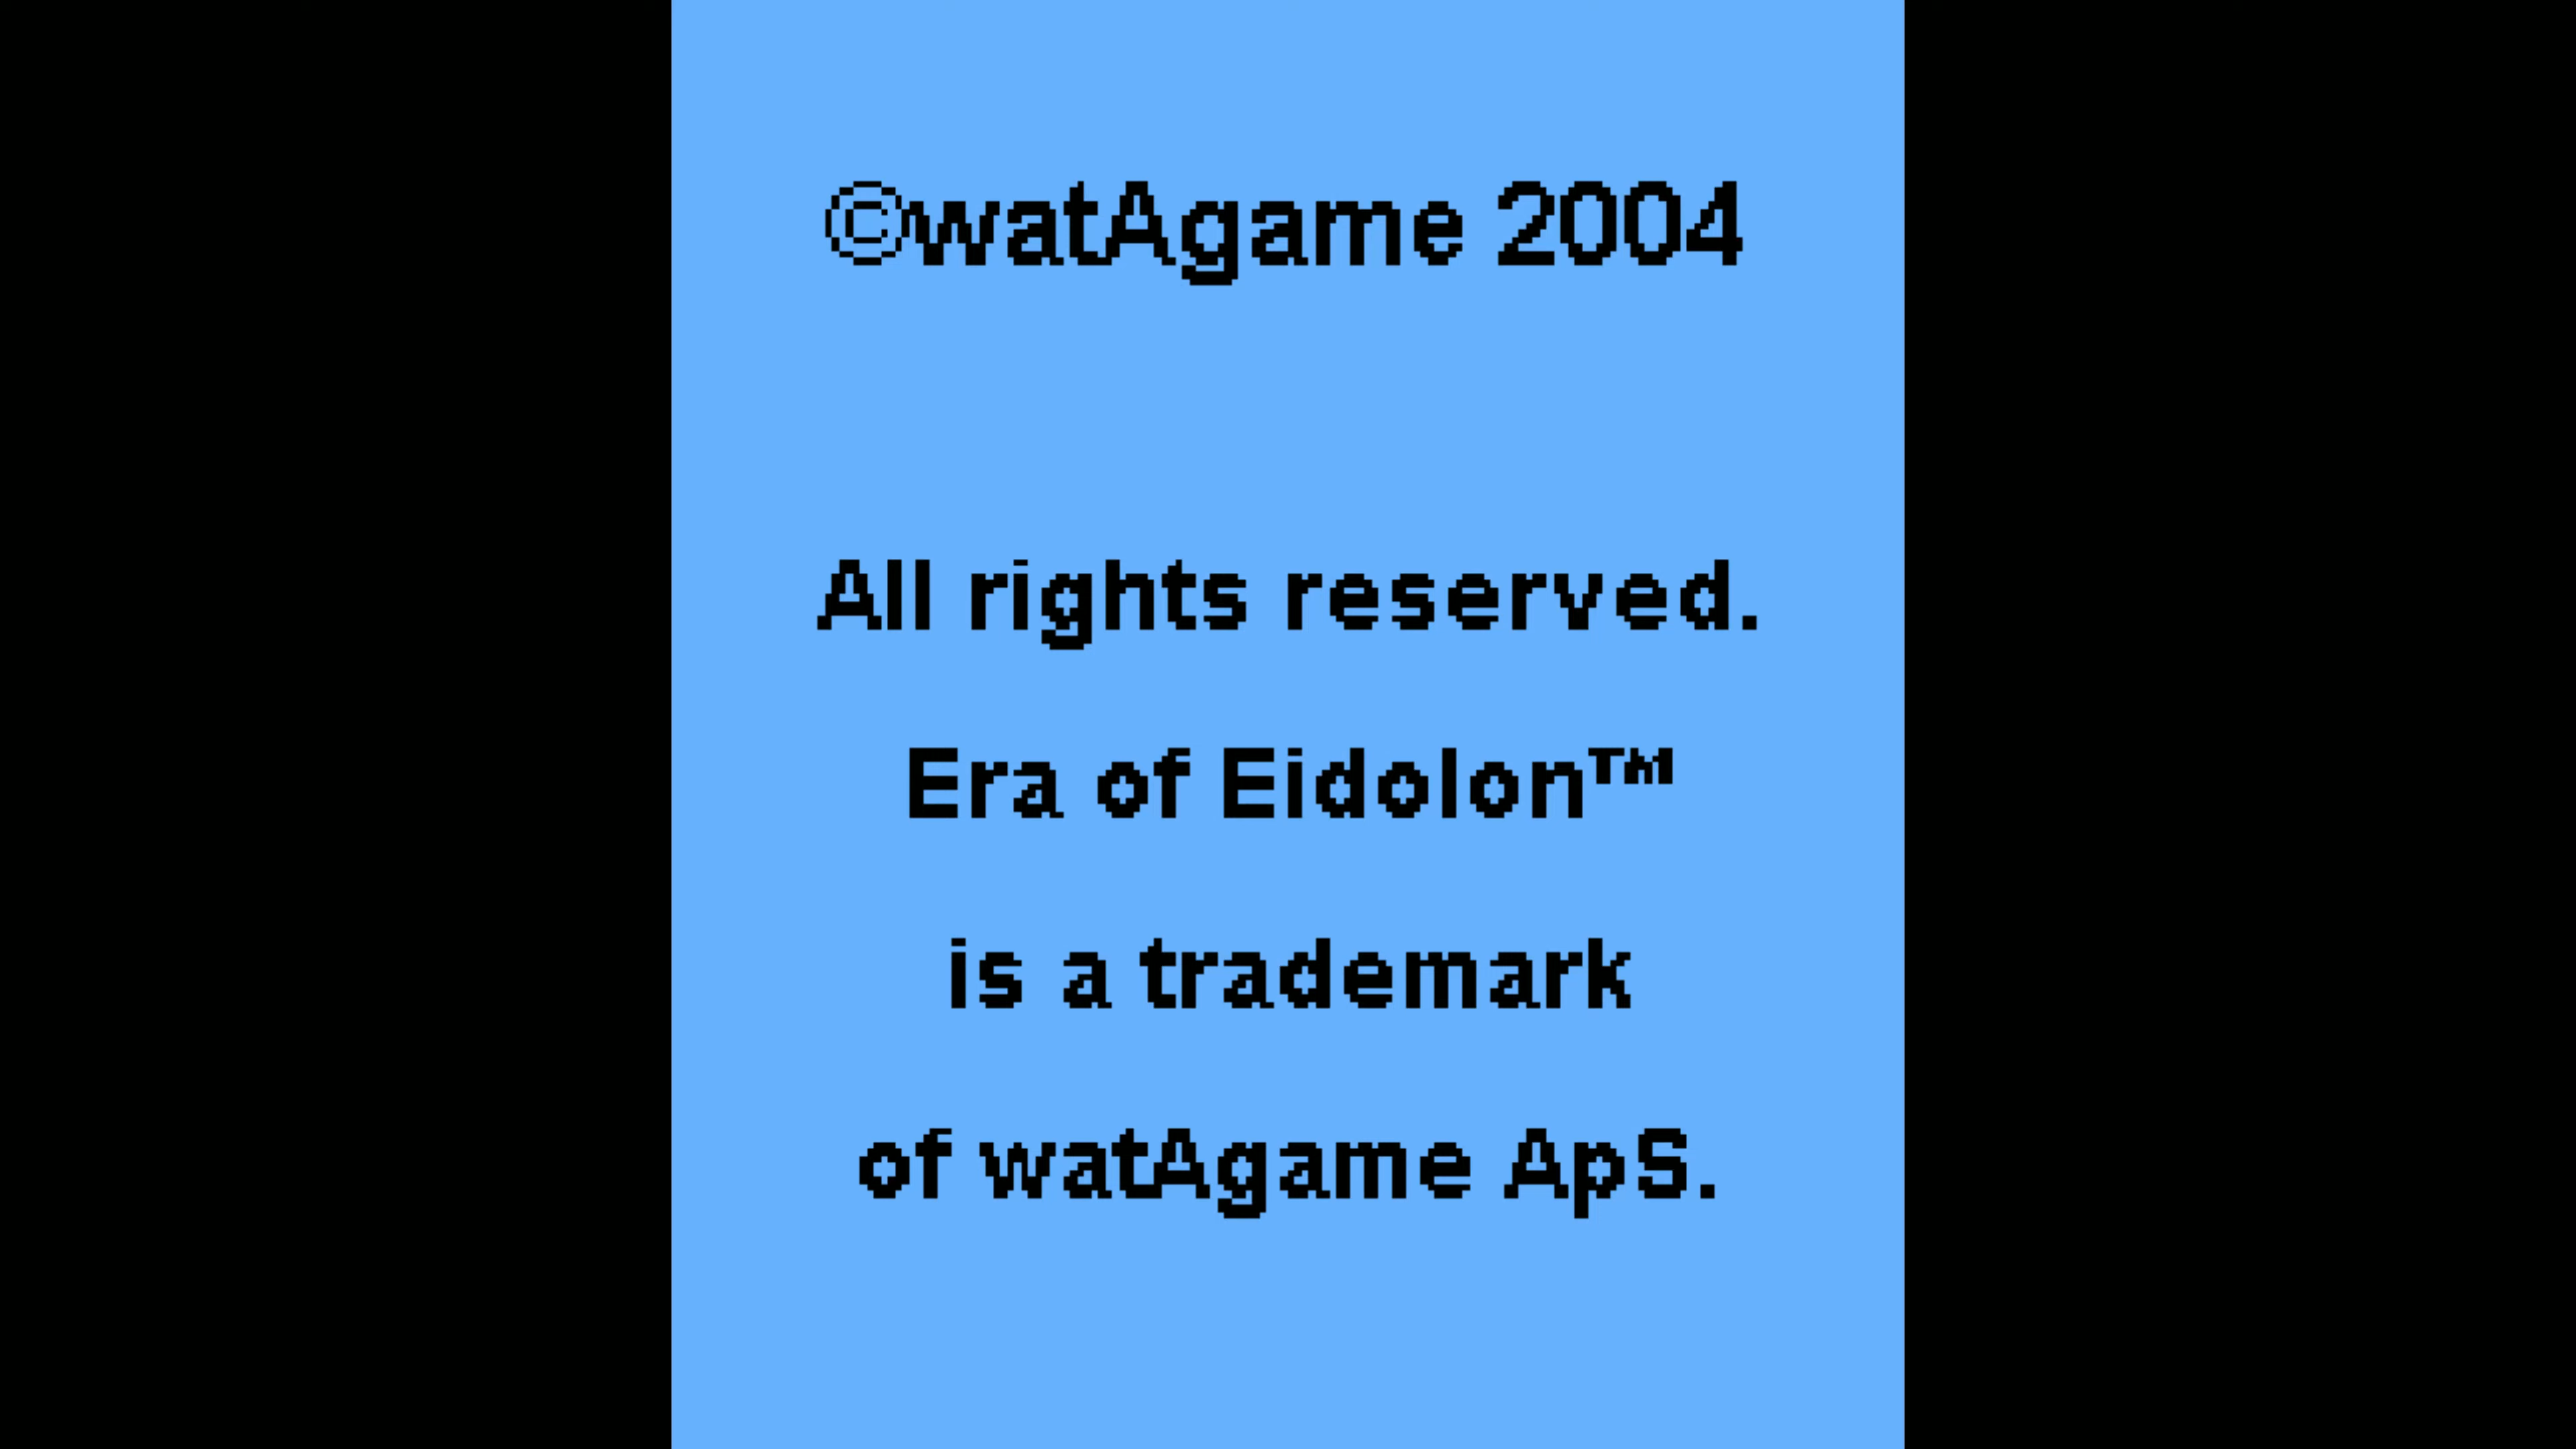 ©watAgame 2004
All rights reserved.
Era of Eidolon™
is a trademark
of watAgame ApS.